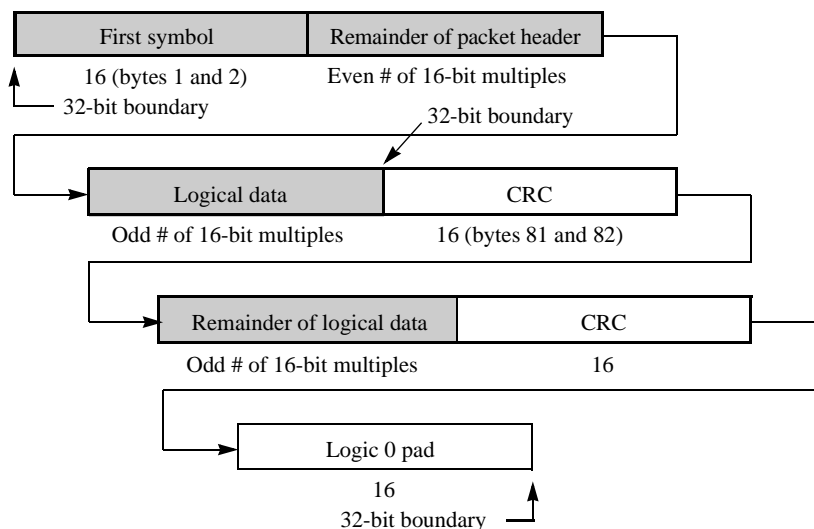 First symbol Remainder of packet header
16 (bytes 1 and 2) Even # of 16-bit multiples
32-bit boundary
32-bit boundary
Logical data CRC
Odd # of 16-bit multiples 16 (bytes 81 and 82)
Remainder of logical data CRC
Odd # of 16-bit multiples 16
Logic 0 pad
16
32-bit boundary